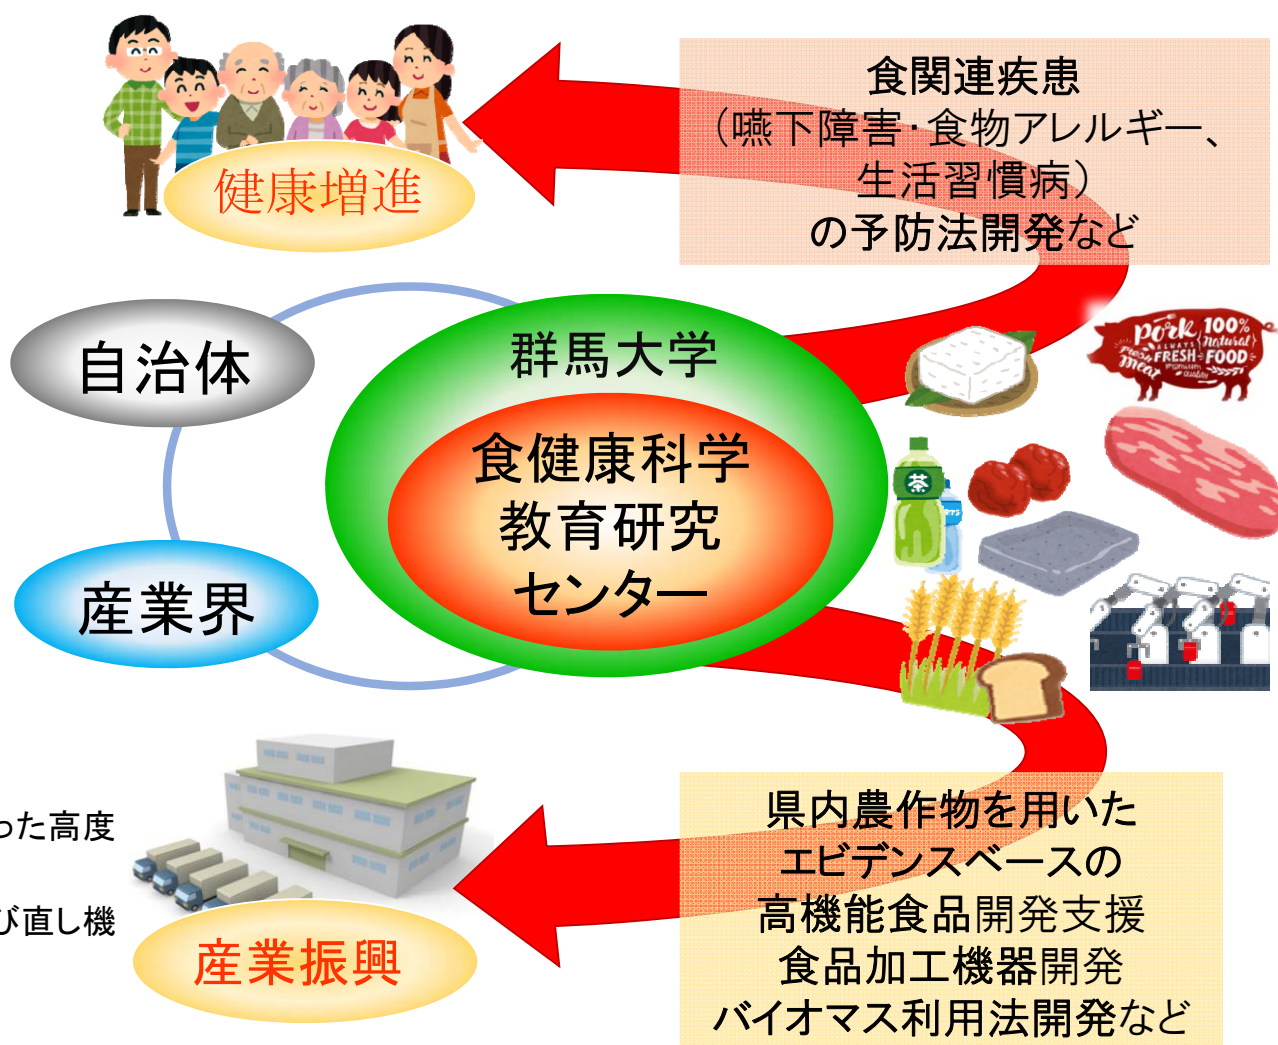 食関連疾患
（嚥下障害・食物アレルギー、
生活習慣病）
の予防法開発など
健康増進
自治体
群馬大学
食健康科学
教育研究
センター
産業界
Pork
100%
natural
ALWAYS
FRESH
FOOD
Fresh
meat
premium
quality
茶
った高度
び直し機
産業振興
県内農作物を用いた
エビデンスベースの
高機能食品開発支援
食品加工機器開発
バイオマス利用法開発など